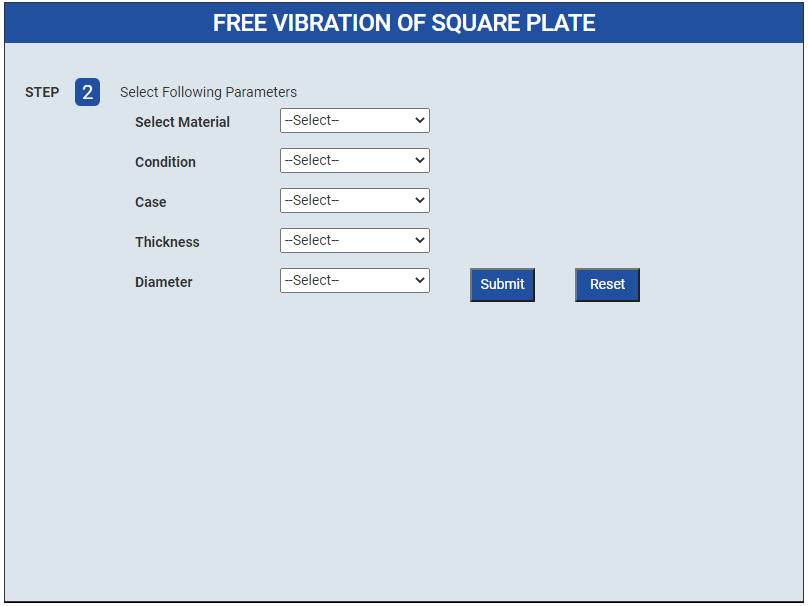 FREE VIBRATION OF SQUARE PLATE
STEP 2 Select Following Parameters
Select Material --Select--
Condition --Select--
Case --Select--
Thickness --Select--
Diameter --Select-- Submit Reset